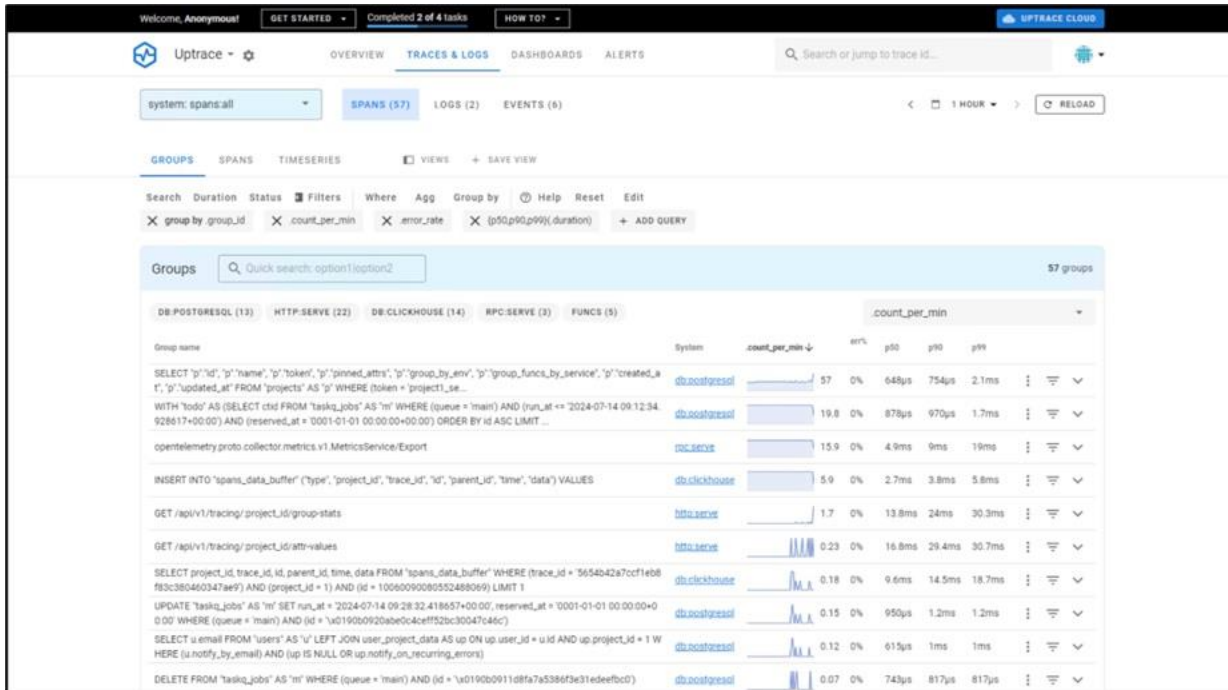 Welcome, Anonymous! GET STARTED Completed 2 of 4 tasks HOW TO? UPTRACE CLOUD
Uptrace OVERVIEW TRACES & LOGS DASHBOARDS ALERTS Search or jump to trace id...
system: spans:all SPANS (57) LOGS (2) EVENTS (6) 1 HOUR RELOAD
GROUPS SPANS TIMESERIES VIEWS + SAVE VIEW
Search Duration Status Filters Where Agg Group by Help Reset Edit
group by .group_id .count_per_min .error_rate {p50,p90,p99}(.duration) + ADD QUERY
Groups Quick search: option1|option2 57 groups
DB:POSTGRESQL (13) HTTP:SERVE (22) DB:CLICKHOUSE (14) RPC:SERVE (3) FUNCS (5) .count_per_min
Group name System .count_per_min err% p50 p90 p99
SELECT "p"."id", "p"."name", "p"."token", "p"."pinned_attrs", "p"."group_by_env", "p"."group_funcs_by_service", "p"."created_a
t", "p"."updated_at" FROM "projects" AS "p" WHERE (token = 'project1_se... db:postgresql 57 0% 648µs 754µs 2.1ms
WITH "todo" AS (SELECT ctid FROM "taskq_jobs" AS "m" WHERE (queue = 'main') AND (run_at <= '2024-07-14 09:12:34.
928617+00:00') AND (reserved_at = '0001-01-01 00:00:00+00:00') ORDER BY id ASC LIMIT ... db:postgresql 19.8 0% 878µs 970µs 1.7ms
opentelemetry.proto.collector.metrics.v1.MetricsService/Export rpc:serve 15.9 0% 4.9ms 9ms 19ms
INSERT INTO "spans_data_buffer" ("type", "project_id", "trace_id", "id", "parent_id", "time", "data") VALUES db:clickhouse 5.9 0% 2.7ms 3.8ms 5.8ms
GET /api/v1/tracing/:project_id/group-stats http:serve 1.7 0% 13.8ms 24ms 30.3ms
GET /api/v1/tracing/:project_id/attr-values http:serve 0.23 0% 16.8ms 29.4ms 30.7ms
SELECT project_id, trace_id, id, parent_id, time, data FROM "spans_data_buffer" WHERE (trace_id = '5654b42a7ccf1eb8
f83c380460347ae9') AND (project_id = 1) AND (id = 10060090080552488069) LIMIT 1 db:clickhouse 0.18 0% 9.6ms 14.5ms 18.7ms
UPDATE "taskq_jobs" AS "m" SET run_at = '2024-07-14 09:28:32.418657+00:00', reserved_at = '0001-01-01 00:00:00+0
0:00' WHERE (queue = 'main') AND (id = '\x0190b0920abe0c4ceff52bc30047c46c') db:postgresql 0.15 0% 950µs 1.2ms 1.2ms
SELECT u.email FROM "users" AS "u" LEFT JOIN user_project_data AS up ON up.user_id = u.id AND up.project_id = 1 W
HERE (u.notify_by_email) AND (up IS NULL OR up.notify_on_recurring_errors) db:postgresql 0.12 0% 615µs 1ms 1ms
DELETE FROM "taskq_jobs" AS "m" WHERE (queue = 'main') AND (id = '\x0190b0911d8fa7a5386f3e31edeefbc0') db:postgresql 0.07 0% 743µs 817µs 817µs